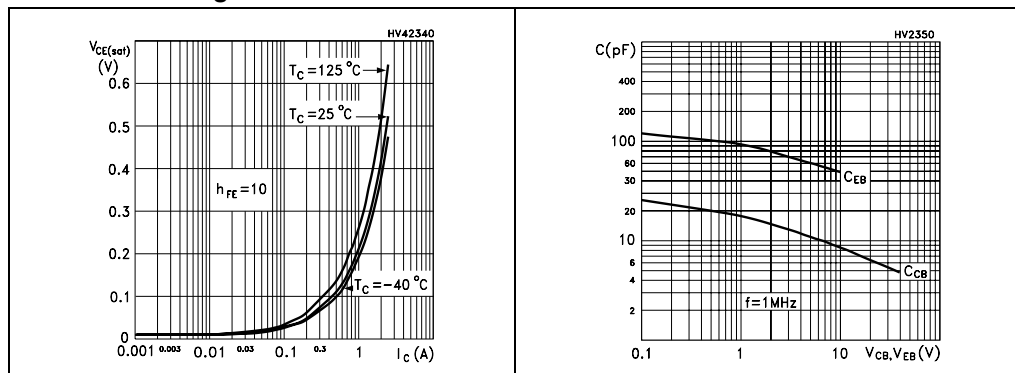 HV42340
VCE(sat)
(V)
TC=125 °C
0.6
TC=25 °C
0.5
0.4
hFE=10
0.3
0.2
TC=-40 °C
0.1
0
0.001 0.003 0.01 0.03 0.1 0.3 1 IC(A)
HV2350
C(pF)
400
200
100
60
40
CEB
20
10
6
4
CCB
2
f=1MHz
0.1 1 10 VCB,VEB(V)